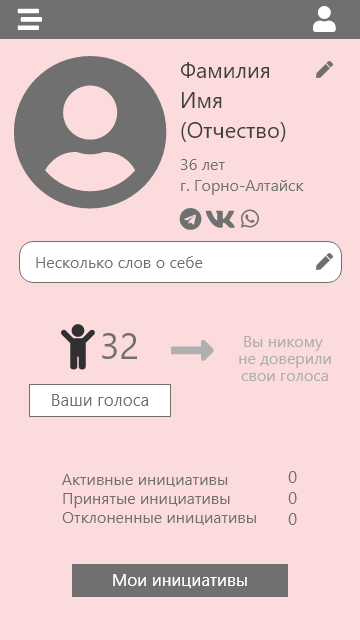 Фамилия
Имя
(Отчество)
36 лет
г. Горно-Алтайск
Несколько слов о себе
32
Ваши голоса
Вы никому
не доверили
свои голоса
Активные инициативы 0
Принятые инициативы 0
Отклоненные инициативы 0
Мои инициативы